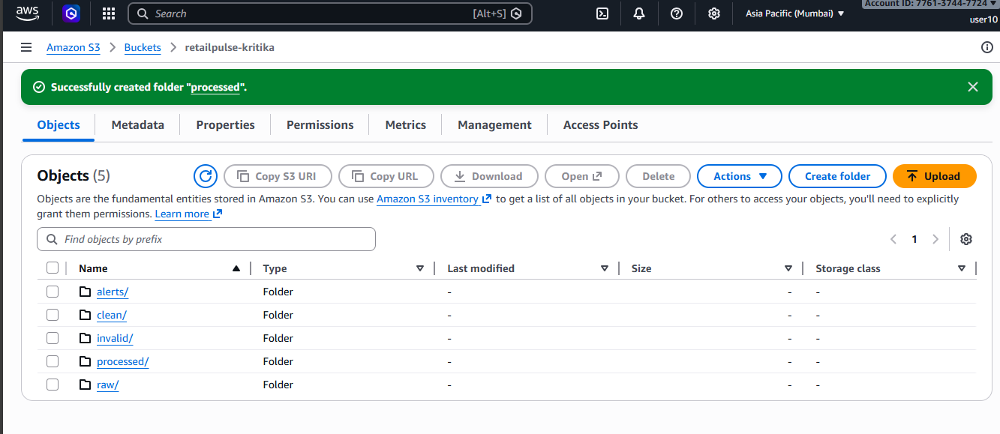 aws
Search [Alt+S]
Asia Pacific (Mumbai)
Account ID: 7761-3744-7724
user10
Amazon S3 Buckets retailpulse-kritika
Successfully created folder "processed".
Objects Metadata Properties Permissions Metrics Management Access Points
Objects (5)
Copy S3 URI Copy URL Download Open Delete Actions Create folder Upload
Objects are the fundamental entities stored in Amazon S3. You can use Amazon S3 inventory to get a list of all objects in your bucket. For others to access your objects, you'll need to explicitly
grant them permissions. Learn more
Find objects by prefix
1
Name Type Last modified Size Storage class
alerts/ Folder - - -
clean/ Folder - - -
invalid/ Folder - - -
processed/ Folder - - -
raw/ Folder - - -